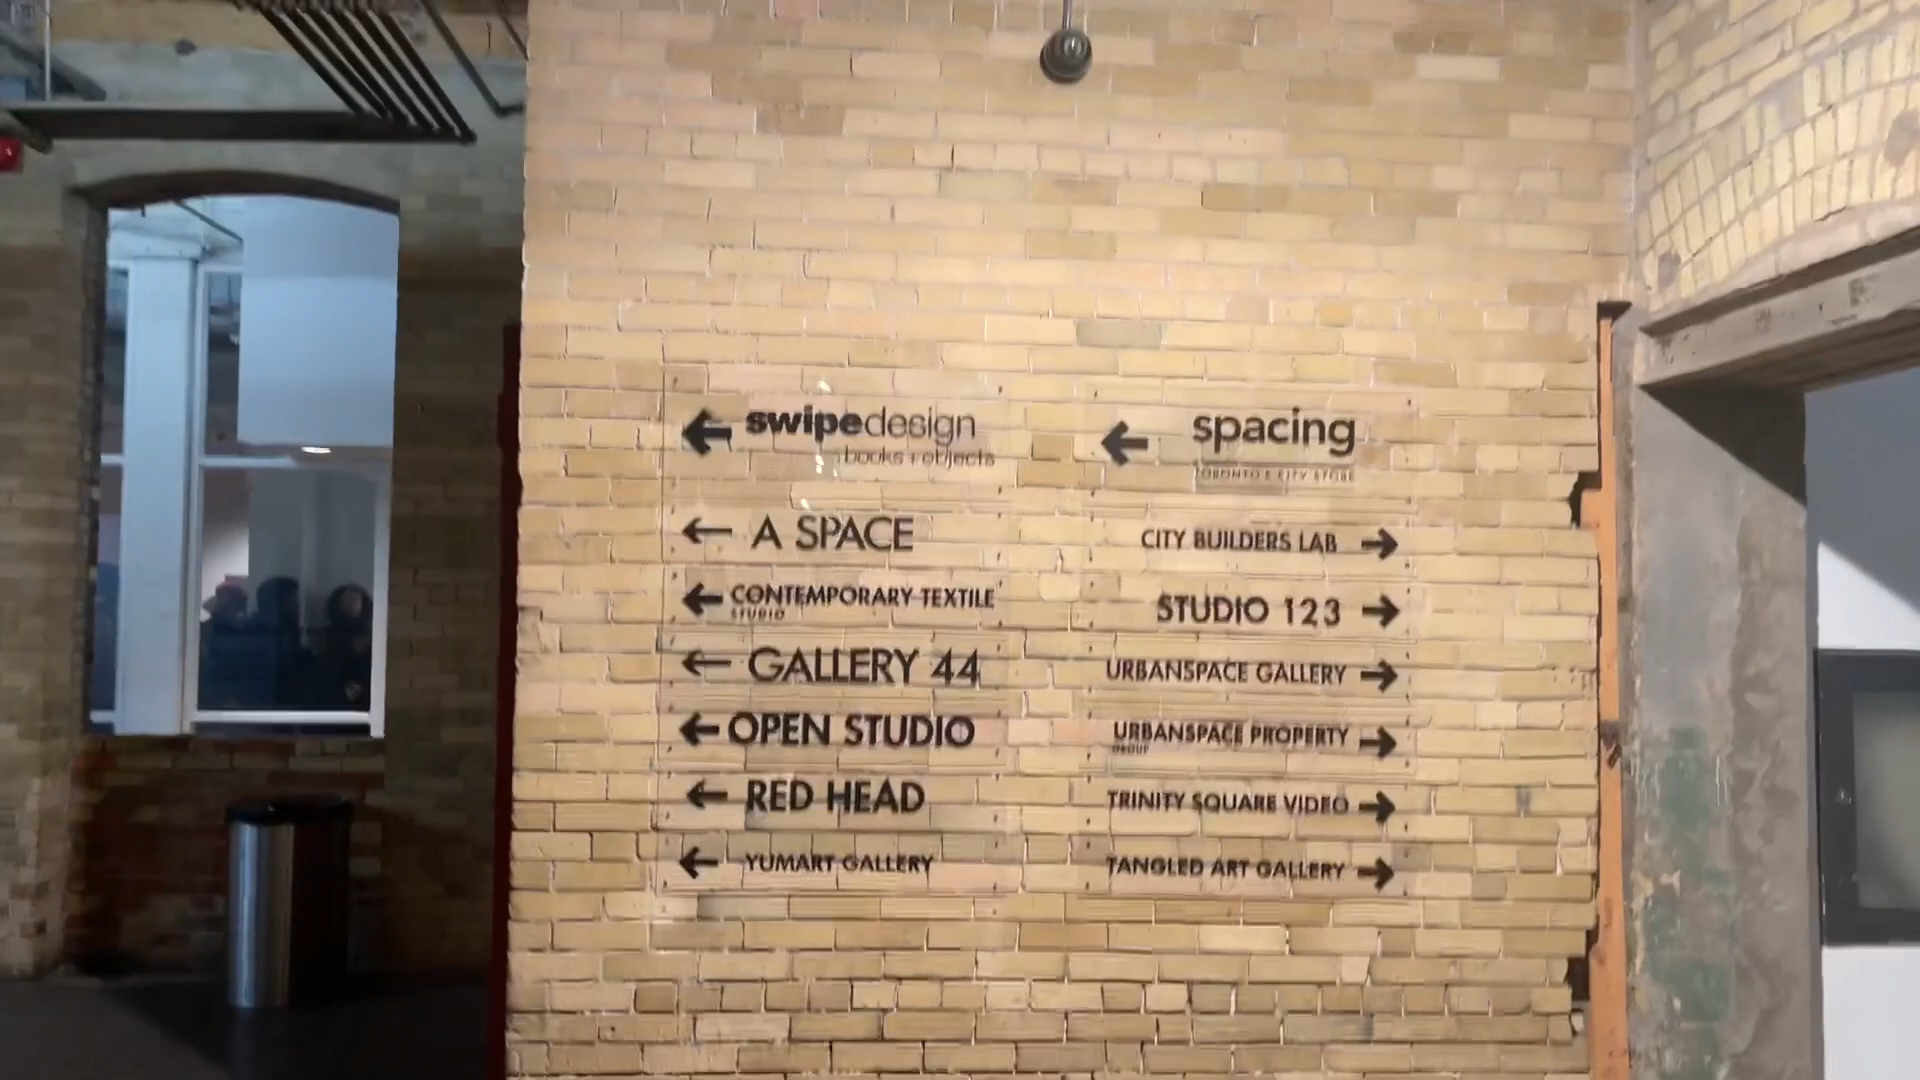 swipedesign
books + objects
A SPACE
CONTEMPORARY TEXTILE
STUDIO
GALLERY 44
OPEN STUDIO
RED HEAD
YUMART GALLERY
spacing
TORONTO'S CITY STORE
CITY BUILDERS LAB
STUDIO 123
URBANSPACE GALLERY
URBANSPACE PROPERTY
GROUP
TRINITY SQUARE VIDEO
TANGLED ART GALLERY